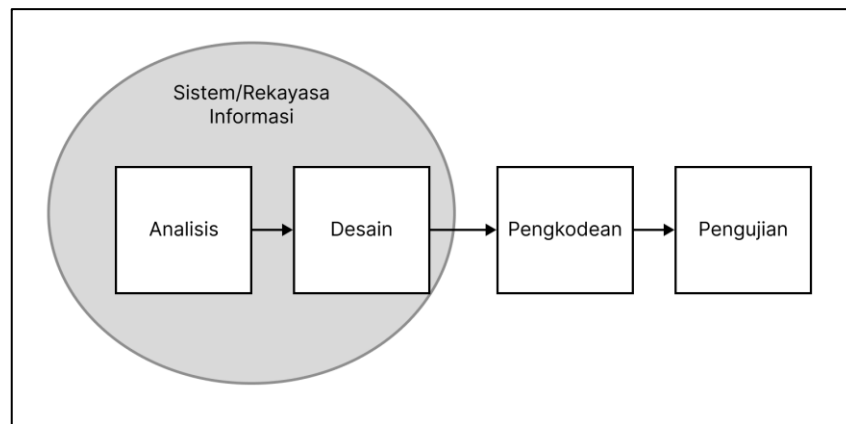 Sistem/Rekayasa
Informasi
Analisis
Desain
Pengkodean
Pengujian